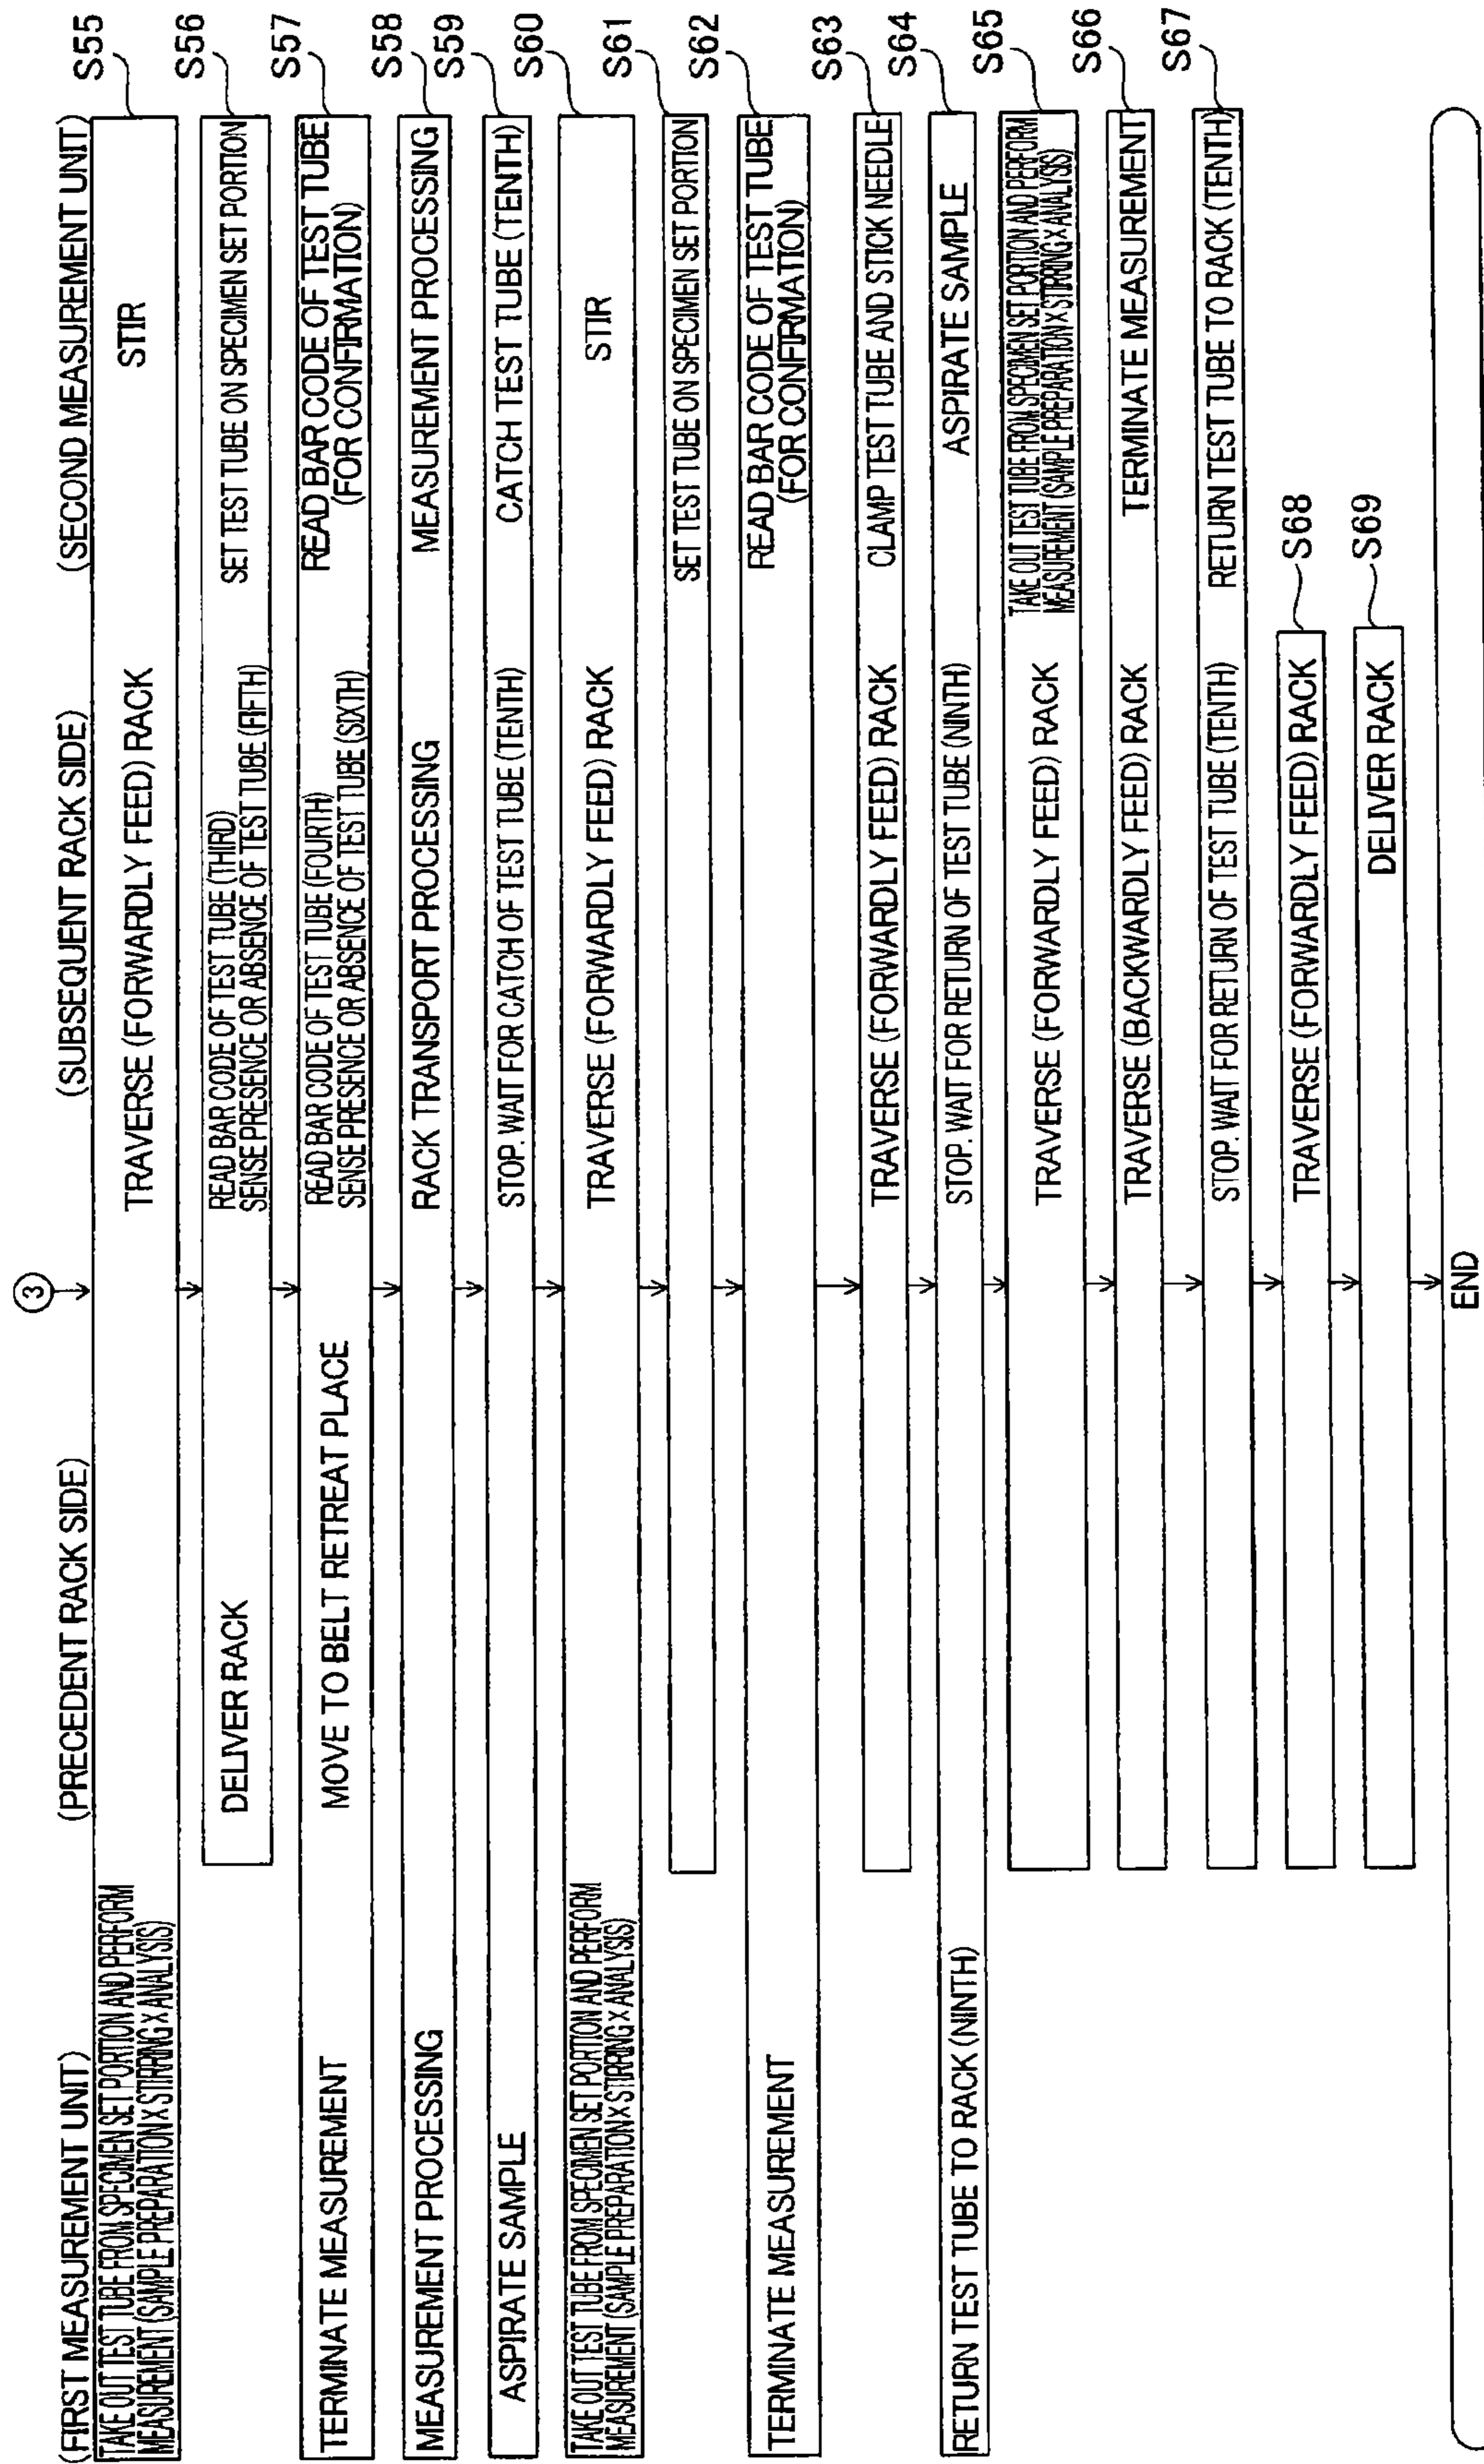 ③
(FIRST MEASUREMENT UNIT)
(PRECEDENT RACK SIDE)
(SUBSEQUENT RACK SIDE)
(SECOND MEASUREMENT UNIT)
TAKE OUT TEST TUBE FROM SPECIMEN SET PORTION AND PERFORM
MEASUREMENT (SAMPLE PREPARATION X STIRRING X ANALYSIS)
TRAVERSE (FORWARDLY FEED) RACK
STIR
S55
DELIVER RACK
READ BAR CODE OF TEST TUBE (THIRD)
SENSE PRESENCE OR ABSENCE OF TEST TUBE (FIFTH)
SET TEST TUBE ON SPECIMEN SET PORTION
S56
TERMINATE MEASUREMENT
MOVE TO BELT RETREAT PLACE
READ BAR CODE OF TEST TUBE (FOURTH)
SENSE PRESENCE OR ABSENCE OF TEST TUBE (SIXTH)
READ BAR CODE OF TEST TUBE
(FOR CONFIRMATION)
S57
MEASUREMENT PROCESSING
RACK TRANSPORT PROCESSING
MEASUREMENT PROCESSING
S58
ASPIRATE SAMPLE
STOP. WAIT FOR CATCH OF TEST TUBE (TENTH)
CATCH TEST TUBE (TENTH)
S59
TAKE OUT TEST TUBE FROM SPECIMEN SET PORTION AND PERFORM
MEASUREMENT (SAMPLE PREPARATION X STIRRING X ANALYSIS)
TRAVERSE (FORWARDLY FEED) RACK
STIR
S60
SET TEST TUBE ON SPECIMEN SET PORTION
S61
TERMINATE MEASUREMENT
READ BAR CODE OF TEST TUBE
(FOR CONFIRMATION)
S62
TRAVERSE (FORWARDLY FEED) RACK
CLAMP TEST TUBE AND STICK NEEDLE
S63
RETURN TEST TUBE TO RACK (NINTH)
STOP. WAIT FOR RETURN OF TEST TUBE (NINTH)
ASPIRATE SAMPLE
S64
TRAVERSE (FORWARDLY FEED) RACK
TAKE OUT TEST TUBE FROM SPECIMEN SET PORTION AND PERFORM
MEASUREMENT (SAMPLE PREPARATION X STIRRING X ANALYSIS)
S65
TRAVERSE (BACKWARDLY FEED) RACK
TERMINATE MEASUREMENT
S66
STOP. WAIT FOR RETURN OF TEST TUBE (TENTH)
RETURN TEST TUBE TO RACK (TENTH)
S67
TRAVERSE (FORWARDLY FEED) RACK
S68
DELIVER RACK
S69
END